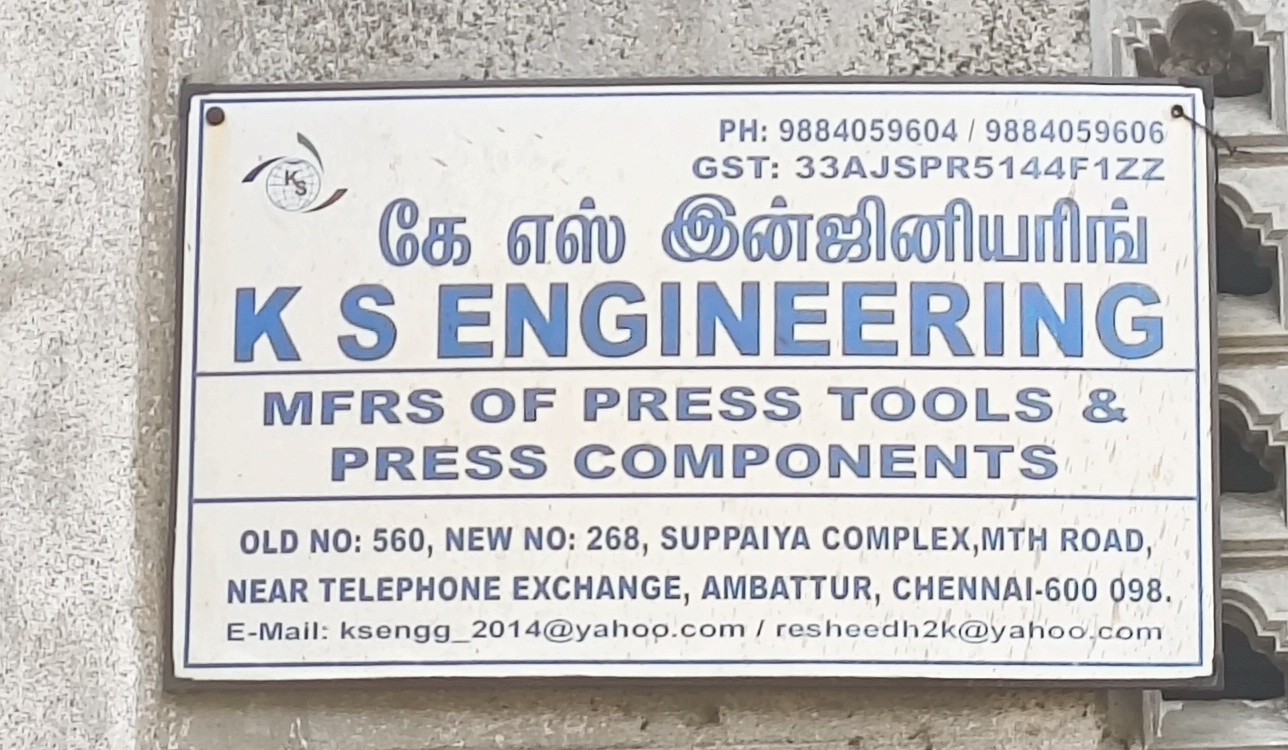 PH: 9884059604 / 9884059606
GST: 33AJSPR5144F1ZZ
KS
கே எஸ் இன்ஜினியரிங்
K S ENGINEERING
MFRS OF PRESS TOOLS &
PRESS COMPONENTS
OLD NO: 560, NEW NO: 268, SUPPAIYA COMPLEX,MTH ROAD,
NEAR TELEPHONE EXCHANGE, AMBATTUR, CHENNAI-600 098.
E-Mail: ksengg_2014@yahoo.com / resheedh2k@yahoo.com